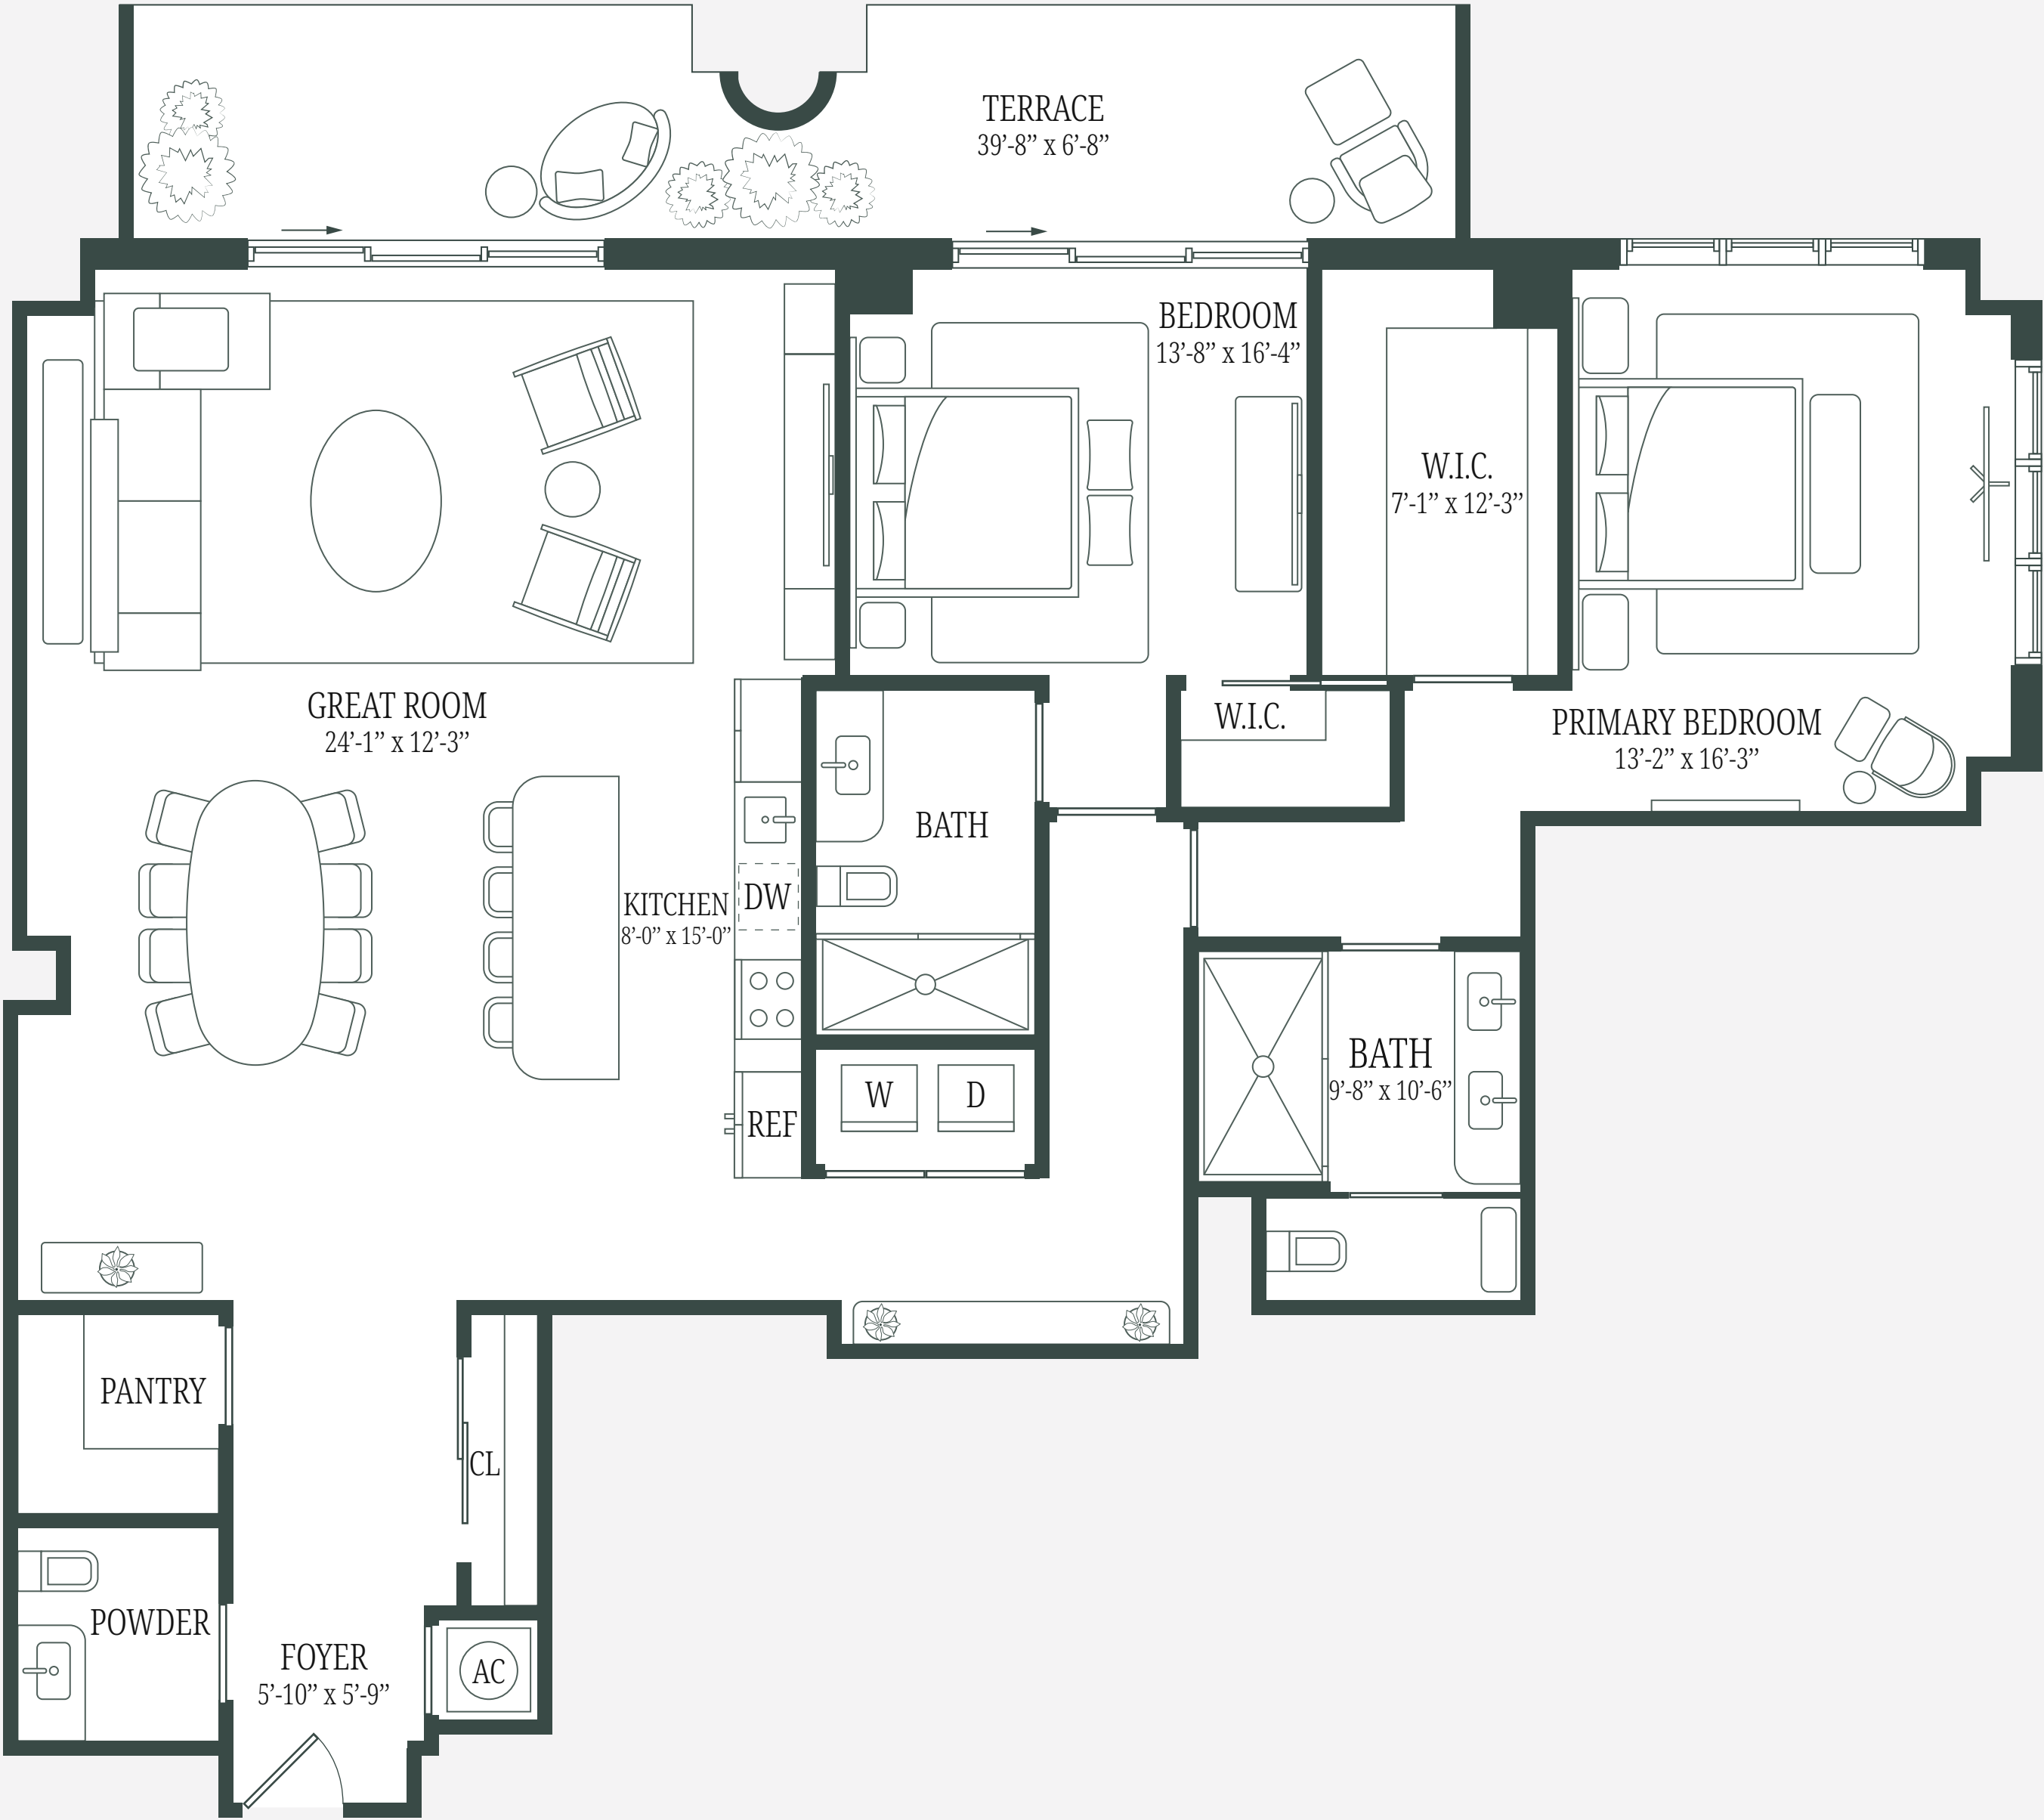 TERRACE
39’-8” x 6’-8”
BEDROOM
13’-8” x 16’-4”
W.I.C.
7’-1” x 12’-3”
GREAT ROOM
24’-1” x 12’-3”
W.I.C.
PRIMARY BEDROOM
13’-2” x 16’-3”
BATH
KITCHEN
8’-0” x 15’-0”
DW
BATH
9’-8” x 10’-6”
W
D
REF
PANTRY
CL
POWDER
FOYER
5’-10” x 5’-9”
AC